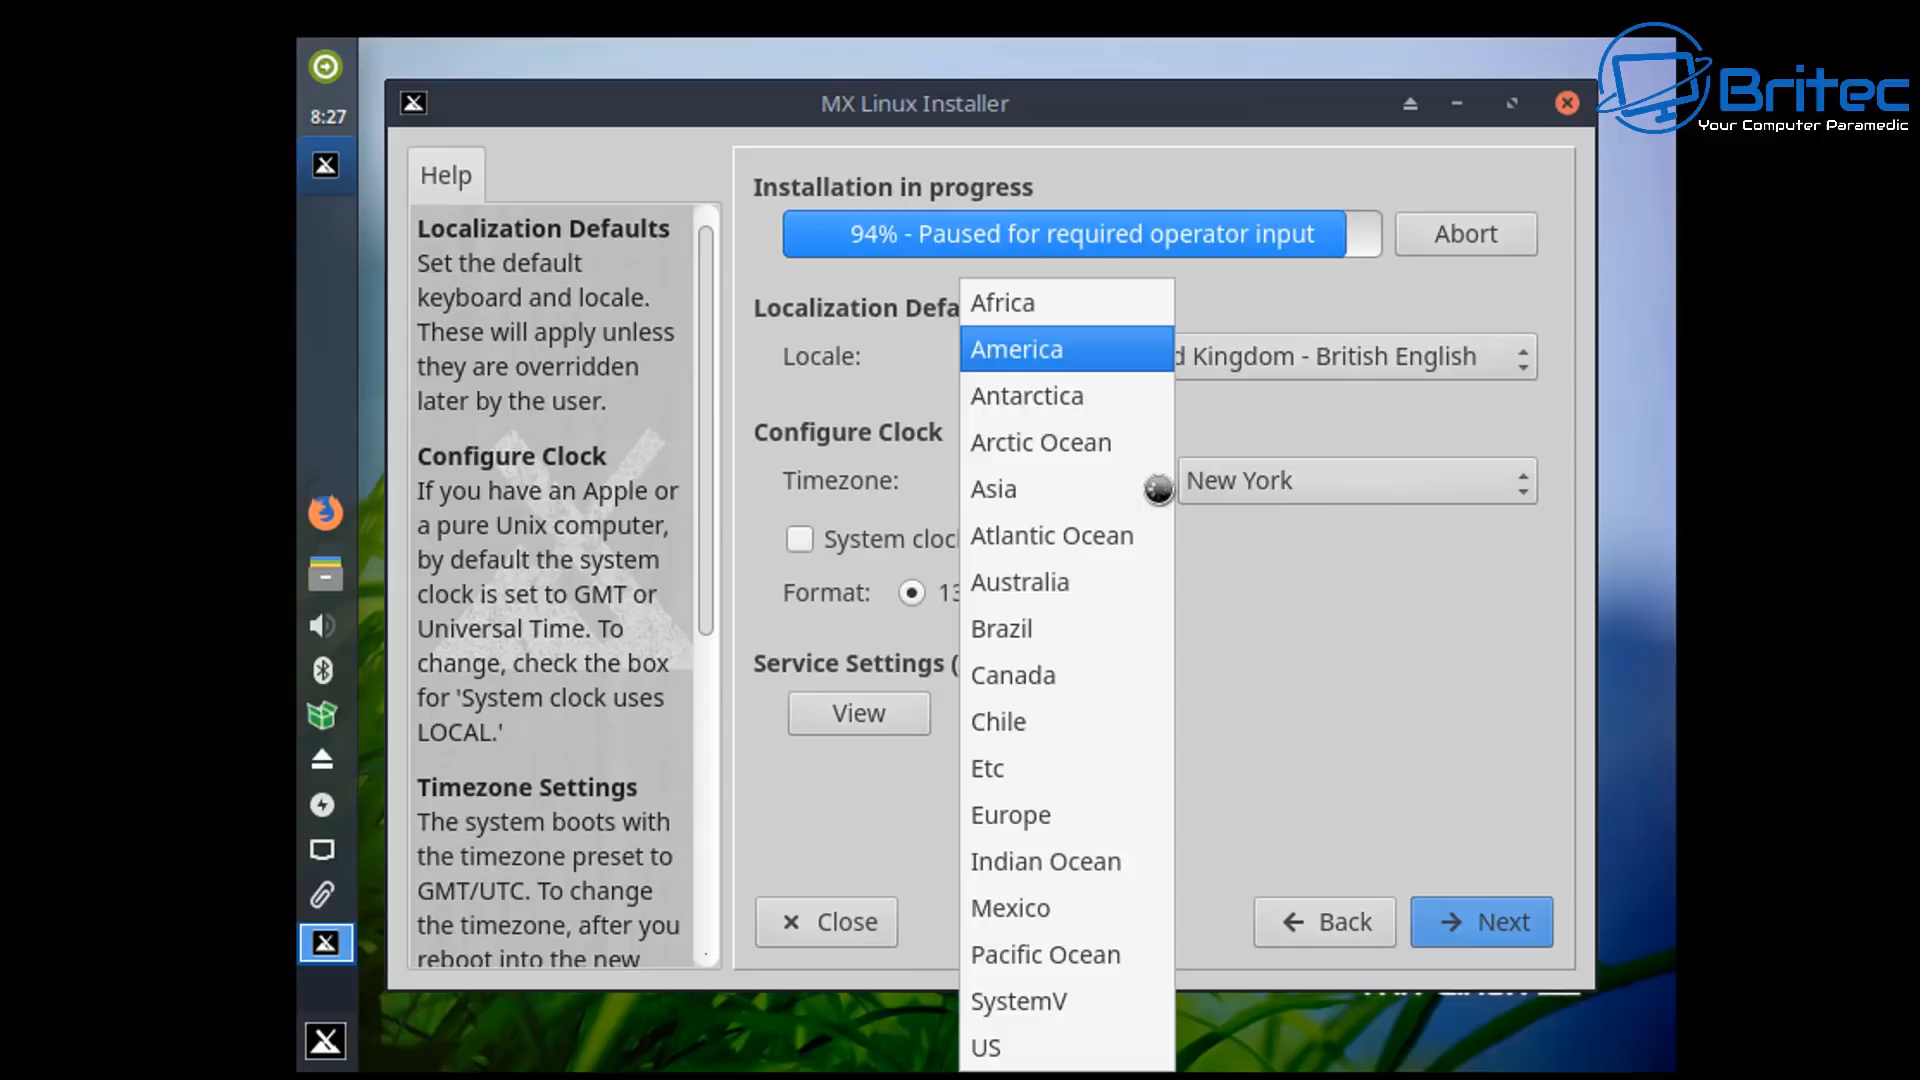 Britec
Your Computer Paramedic
8:27
MX Linux Installer
Help
Localization Defaults
Set the default
keyboard and locale.
These will apply unless
they are overridden
later by the user.
Configure Clock
If you have an Apple or
a pure Unix computer,
by default the system
clock is set to GMT or
Universal Time. To
change, check the box
for 'System clock uses
LOCAL.'
Timezone Settings
The system boots with
the timezone preset to
GMT/UTC. To change
the timezone, after you
reboot into the new
Installation in progress
94% - Paused for required operator input
Abort
Localization Defa
Locale:
d Kingdom - British English
Configure Clock
Timezone:
New York
System cloc
Format:
13
Service Settings (
View
Africa
America
Antarctica
Arctic Ocean
Asia
Atlantic Ocean
Australia
Brazil
Canada
Chile
Etc
Europe
Indian Ocean
Mexico
Pacific Ocean
SystemV
US
Close
Back
Next